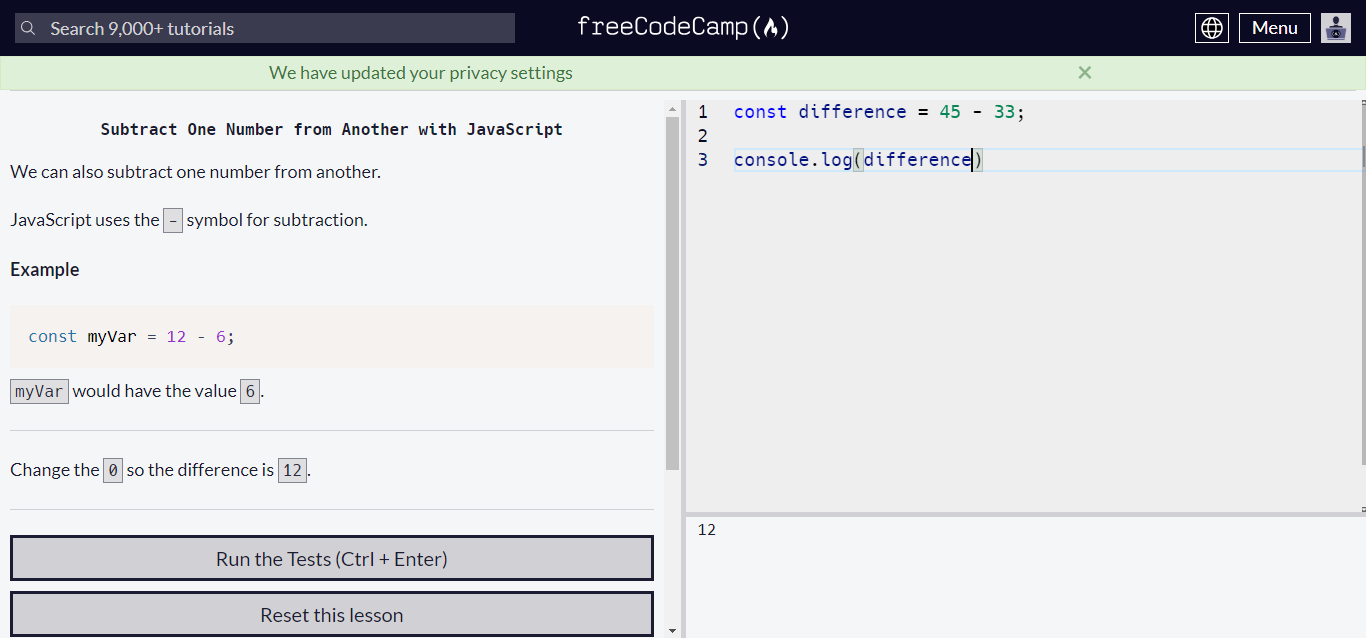 Search 9,000+ tutorials
freeCodeCamp
Menu
We have updated your privacy settings
Subtract One Number from Another with JavaScript
We can also subtract one number from another.
JavaScript uses the - symbol for subtraction.
Example
const myVar = 12 - 6;
myVar would have the value 6.
Change the 0 so the difference is 12.
Run the Tests (Ctrl + Enter)
Reset this lesson
1 const difference = 45 - 33;
2
3 console.log(difference)
12